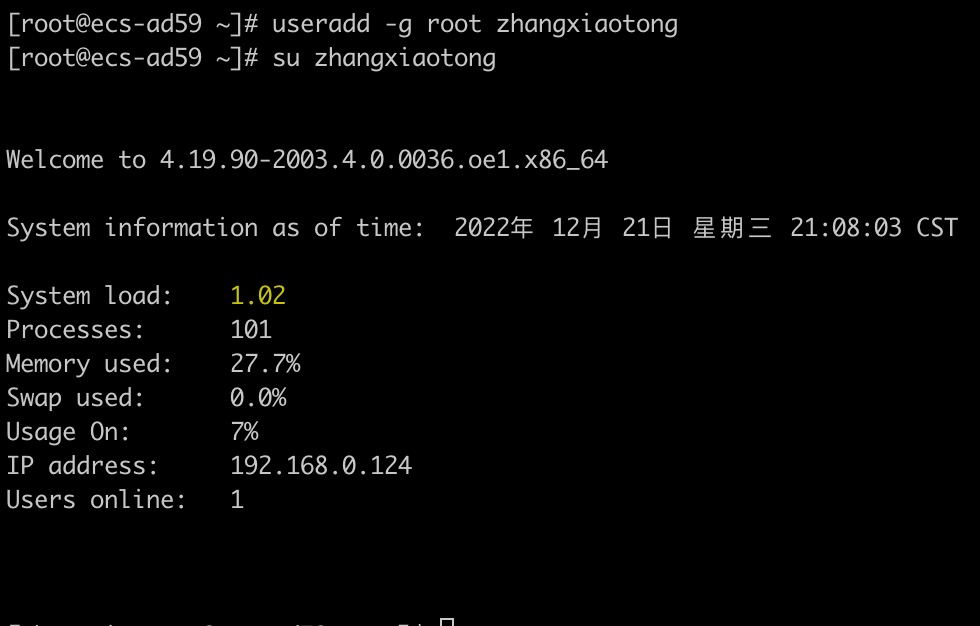 [root@ecs-ad59 ~]# useradd -g root zhangxiaotong
[root@ecs-ad59 ~]# su zhangxiaotong
Welcome to 4.19.90-2003.4.0.0036.oe1.x86_64
System information as of time: 2022年 12月 21日 星期三 21:08:03 CST
System load: 1.02
Processes: 101
Memory used: 27.7%
Swap used: 0.0%
Usage On: 7%
IP address: 192.168.0.124
Users online: 1